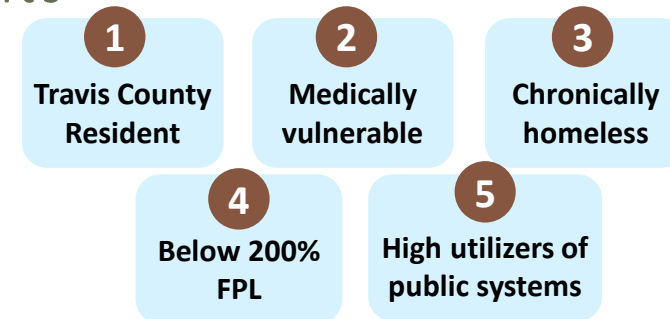 1
Travis County
Resident
2
Medically
vulnerable
3
Chronically
homeless
4
Below 200%
FPL
5
High utilizers of
public systems